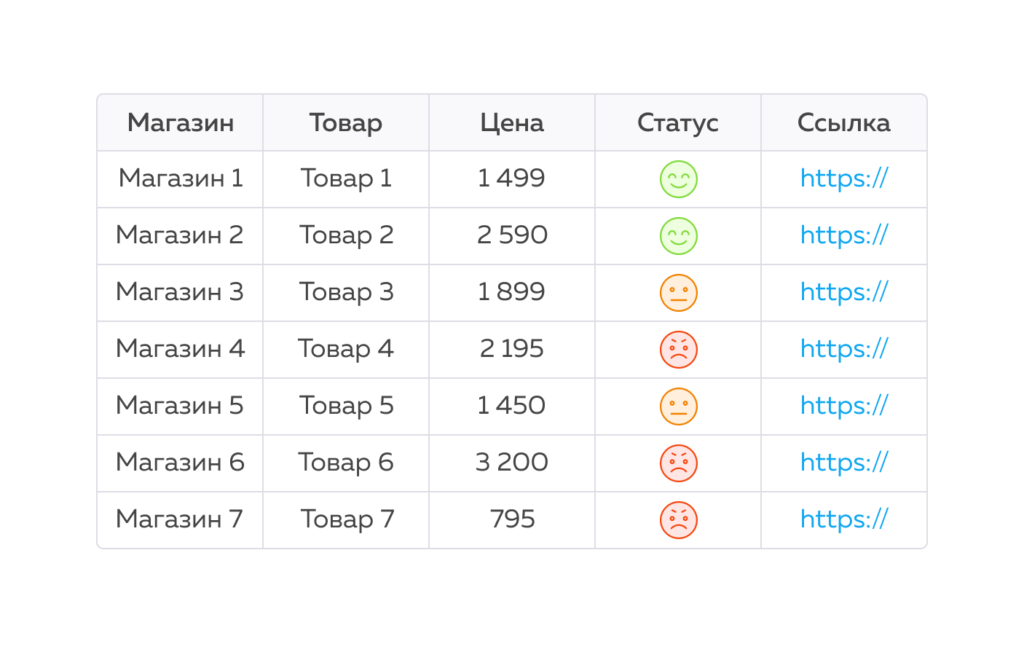 Магазин Товар Цена Статус Ссылка
Магазин 1 Товар 1 1 499 https://
Магазин 2 Товар 2 2 590 https://
Магазин 3 Товар 3 1 899 https://
Магазин 4 Товар 4 2 195 https://
Магазин 5 Товар 5 1 450 https://
Магазин 6 Товар 6 3 200 https://
Магазин 7 Товар 7 795 https://